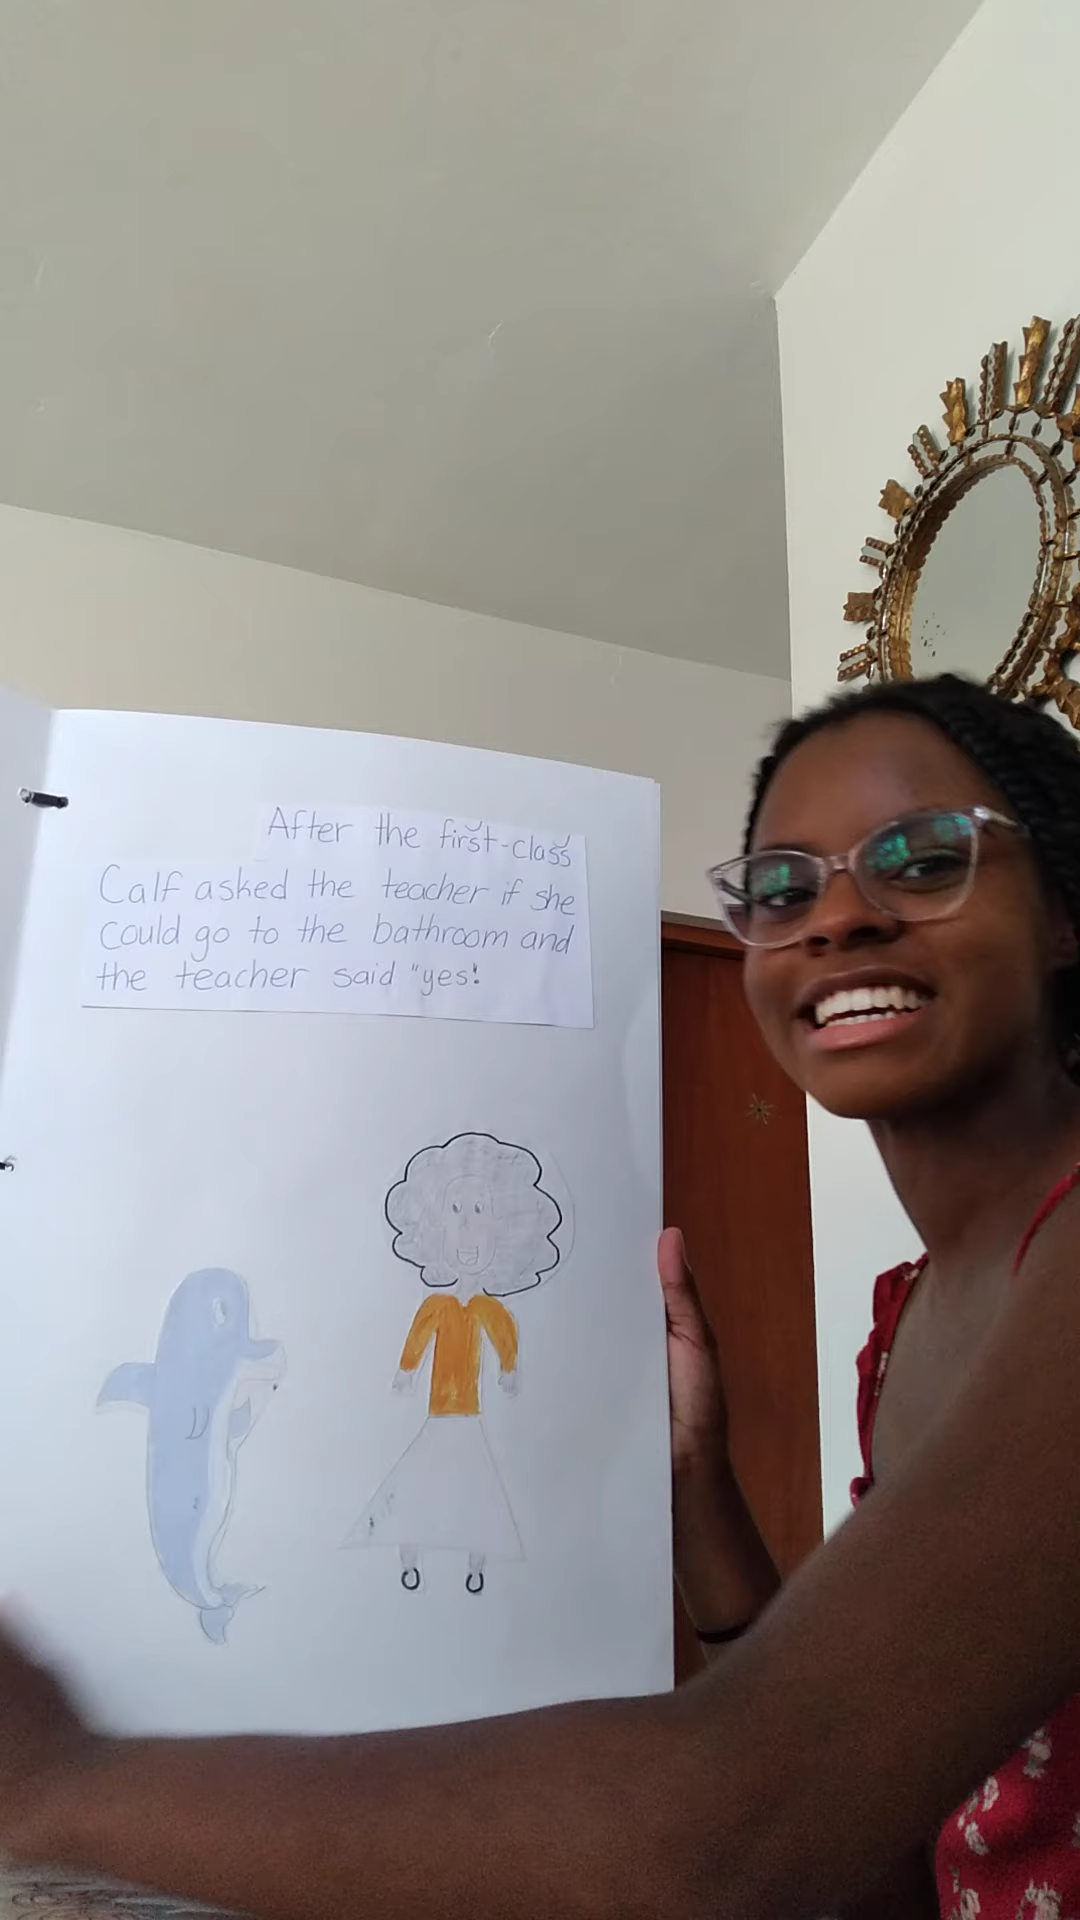 After the first-class
Calf asked the teacher if she
could go to the bathroom and
the teacher said "yes!